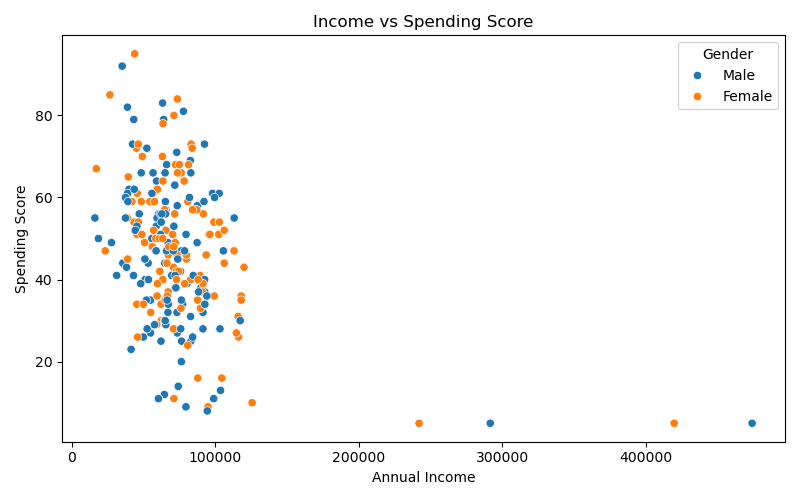 Income vs Spending Score
Gender
Male
Female
Spending Score
80
60
40
20
0
100000
200000
300000
400000
Annual Income